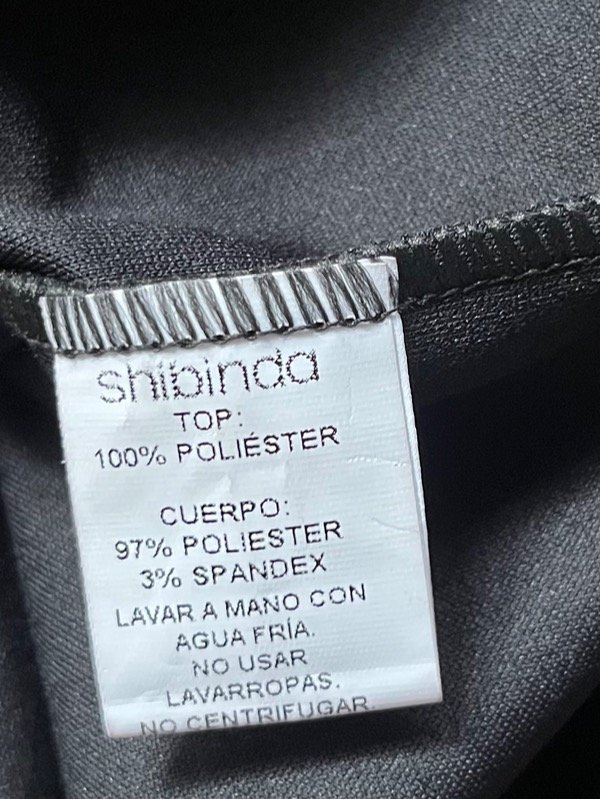 shibinda
TOP:
100% POLIÉSTER
CUERPO:
97% POLIESTER
3% SPANDEX
LAVAR A MANO CON
AGUA FRÍA.
NO USAR
LAVARROPAS.
NO CENTRIFUGAR.